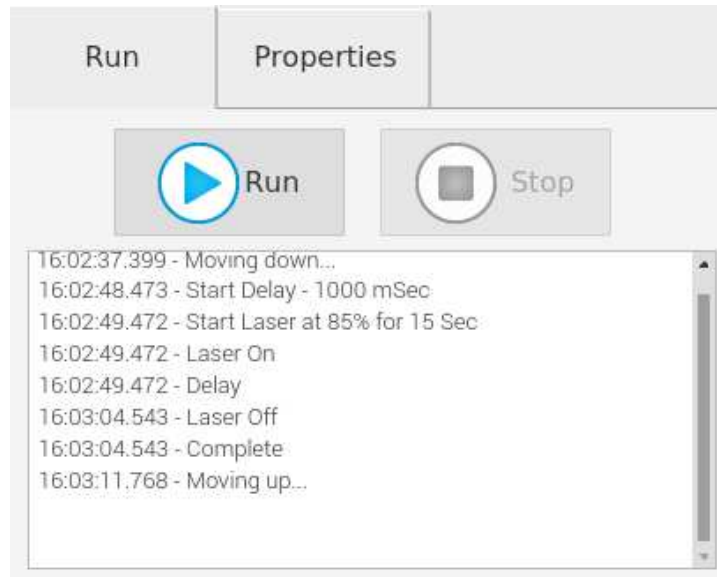 Run Properties
Run Stop
16:02:37.399 - Moving down...
16:02:48.473 - Start Delay - 1000 mSec
16:02:49.472 - Start Laser at 85% for 15 Sec
16:02:49.472 - Laser On
16:02:49.472 - Delay
16:03:04.543 - Laser Off
16:03:04.543 - Complete
16:03:11.768 - Moving up...